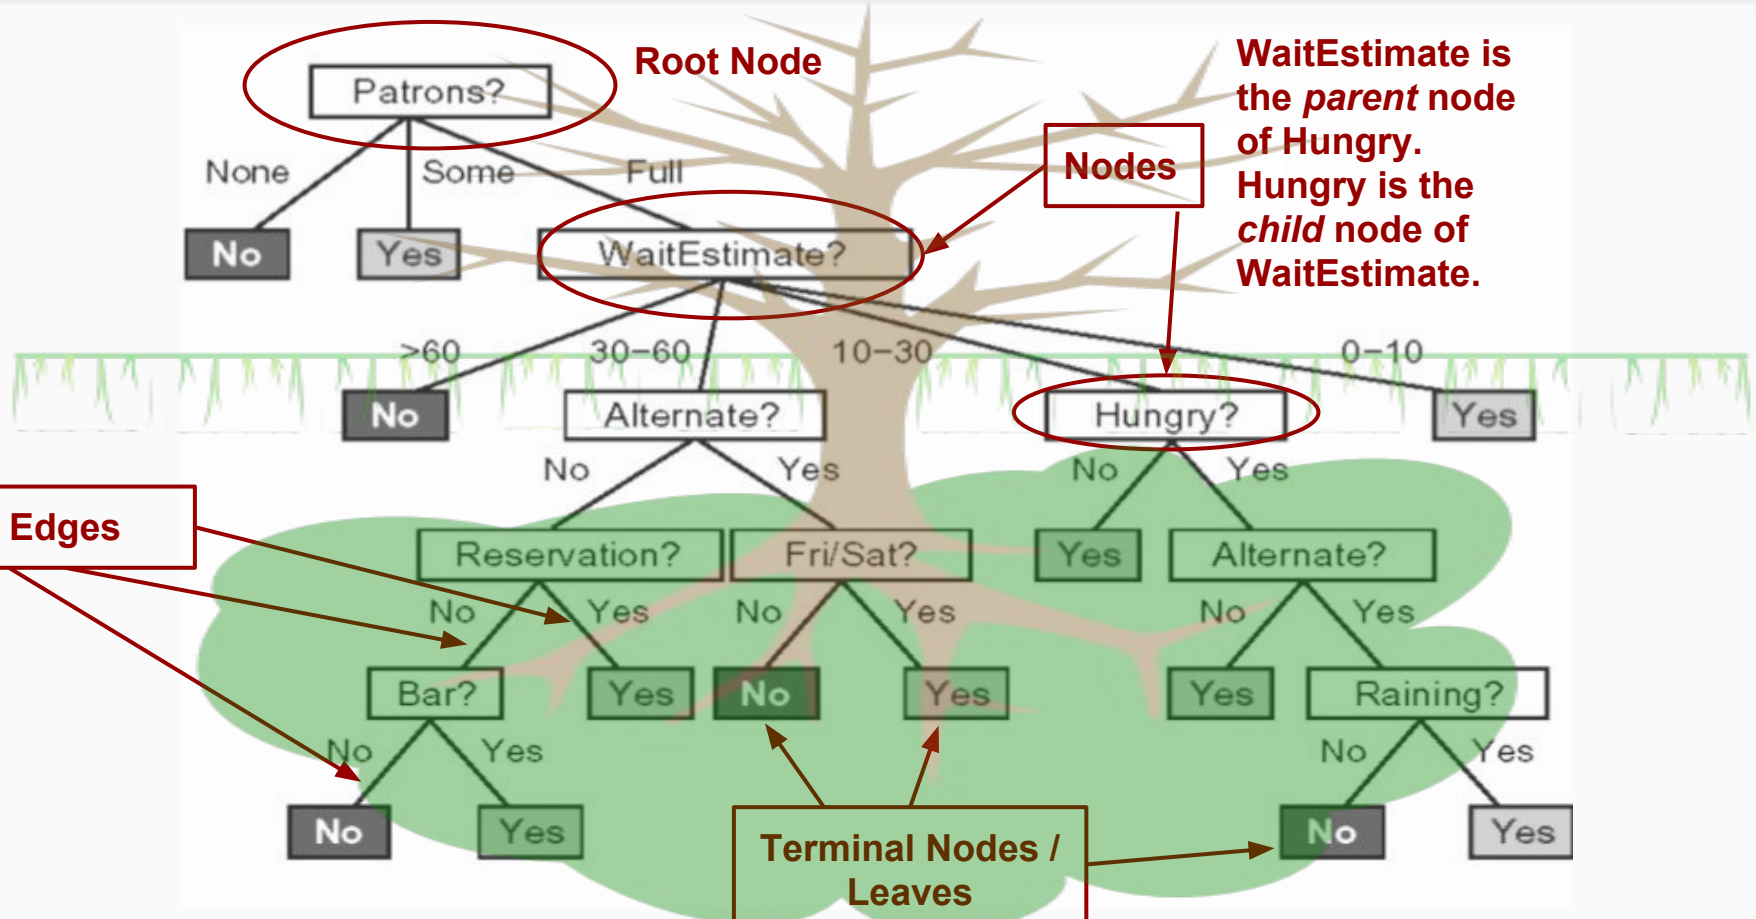 Patrons?
Root Node
WaitEstimate is
the parent node
of Hungry.
Hungry is the
child node of
WaitEstimate.
Nodes
None
Some
Full
No
Yes
WaitEstimate?
>60
30–60
10–30
0–10
No
Alternate?
Hungry?
Yes
No
Yes
No
Yes
Edges
Reservation?
Fri/Sat?
Yes
Alternate?
No
Yes
No
Yes
No
Yes
Bar?
Yes
No
Yes
Yes
Raining?
No
Yes
No
Yes
No
Yes
Terminal Nodes /
Leaves
No
Yes